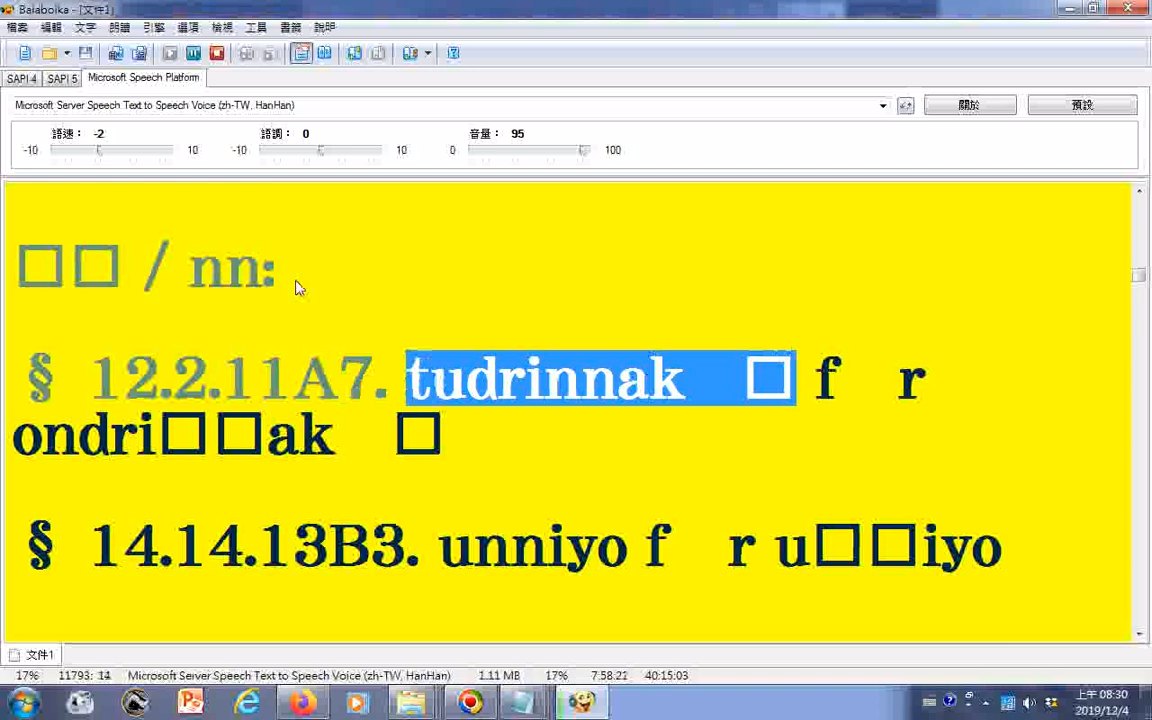 Balabolka - [文件1]
檔案 編輯 文字 朗讀 引擎 選項 檢視 工具 書籤 說明
SAPI 4 SAPI 5 Microsoft Speech Platform
Microsoft Server Speech Text to Speech Voice (zh-TW, HanHan) 關於 預設
語速： -2 語調： 0 音量： 95
-10 10 -10 10 0 100
□□ / nn:
§ 12.2.11A7. tudrinnak □ f r
ondri□□ak □
§ 14.14.13B3. unniyo f r u□□iyo
文件1
17% 11793: 14 Microsoft Server Speech Text to Speech Voice (zh-TW, HanHan) 1.11 MB 17% 7:58:22 40:15:03
上午 08:30
2019/12/4